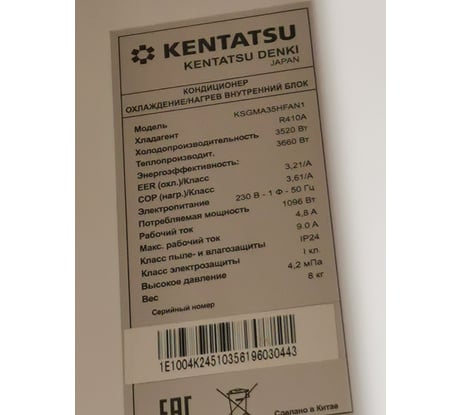 KENTATSU
KENTATSU DENKI
JAPAN
КОНДИЦИОНЕР
ОХЛАЖДЕНИЕ/НАГРЕВ ВНУТРЕННИЙ БЛОК
Модель KSGMA35HFAN1
Хладагент R410A
Холодопроизводительность 3520 Вт
Теплопроизводит. 3660 Вт
Энергоэффективность:
EER (охл.)/Класс 3,21/A
COP (нагр.)/Класс 3,61/A
Электропитание 230 В - 1 Ф - 50 Гц
Потребляемая мощность 1096 Вт
Рабочий ток 4,8 А
Макс. рабочий ток 9.0 А
Класс пыле- и влагозащиты IP24
Класс электрозащиты I кл.
Высокое давление 4,2 мПа
Вес 8 кг
Серийный номер
1E1004K24510356196030443
EAC
Сделано в Китае